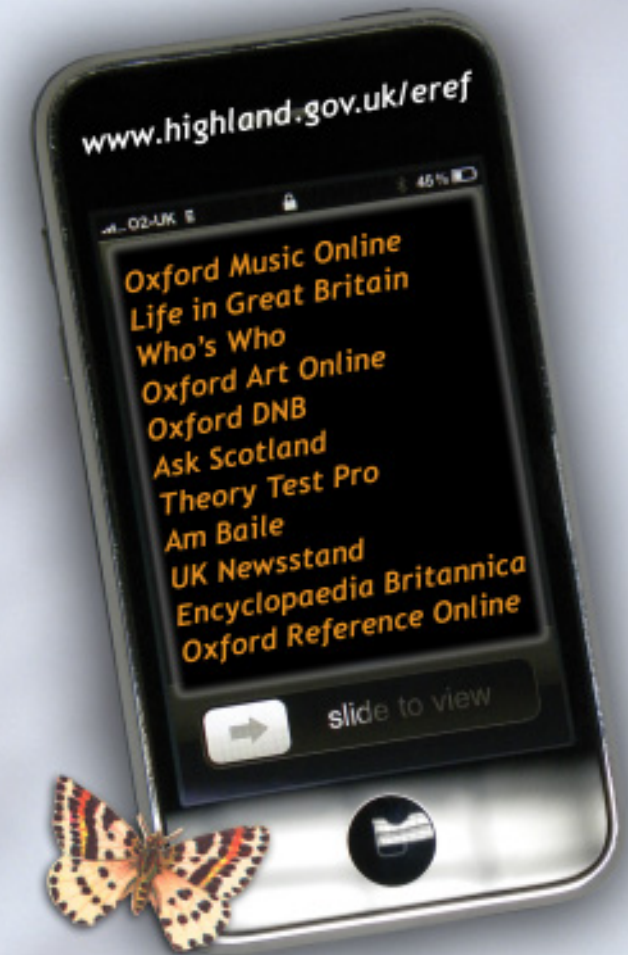 www.highland.gov.uk/eref
O2-UK 45%
Oxford Music Online
Life in Great Britain
Who's Who
Oxford Art Online
Oxford DNB
Ask Scotland
Theory Test Pro
Am Baile
UK Newsstand
Encyclopaedia Britannica
Oxford Reference Online
slide to view